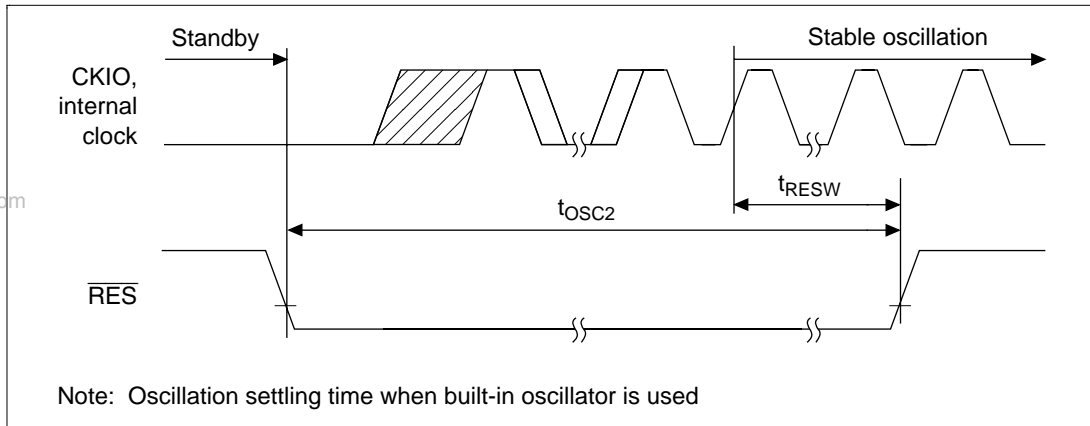 Standby
Stable oscillation
CKIO,
internal
clock
tRESW
tOSC2
om
RES
Note: Oscillation settling time when built-in oscillator is used